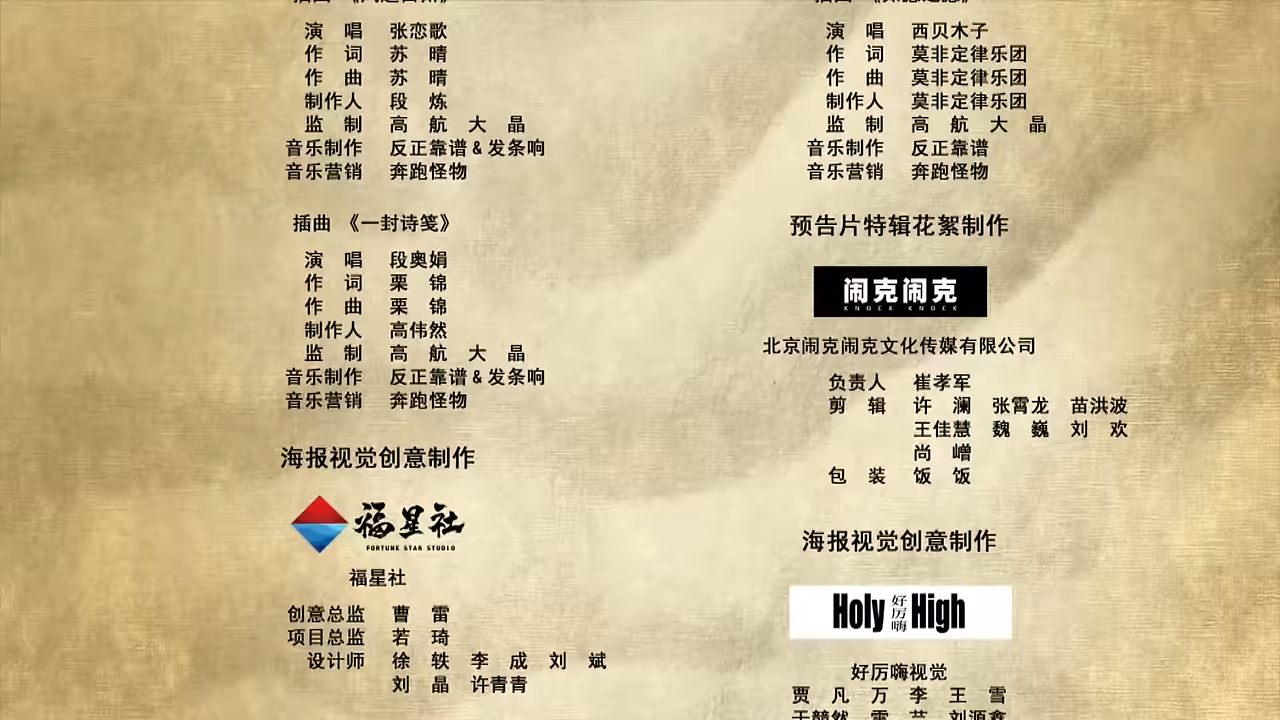 演 唱 张恋歌
作 词 苏 晴
作 曲 苏 晴
制作人 段 炼
监 制 高 航 大 晶
音乐制作 反正靠谱&发条响
音乐营销 奔跑怪物
插曲 《一封诗笺》
演 唱 段奥娟
作 词 栗 锦
作 曲 栗 锦
制作人 高伟然
监 制 高 航 大 晶
音乐制作 反正靠谱&发条响
音乐营销 奔跑怪物
海报视觉创意制作
福星社
FORTUNE STAR STUDIO
福星社
创意总监 曹 雷
项目总监 若 琦
设计师 徐 轶 李 成 刘 斌
刘 晶 许青青
演 唱 西贝木子
作 词 莫非定律乐团
作 曲 莫非定律乐团
制作人 莫非定律乐团
监 制 高 航 大 晶
音乐制作 反正靠谱
音乐营销 奔跑怪物
预告片特辑花絮制作
闹克闹克
KNOCK KNOCK
北京闹克闹克文化传媒有限公司
负责人 崔孝军
剪 辑 许 澜 张霄龙 苗洪波
王佳慧 魏 巍 刘 欢
尚 嶒
包 装 饭 饭
海报视觉创意制作
Holy 好厉嗨 High
好厉嗨视觉
贾 凡 万 李 王 雪